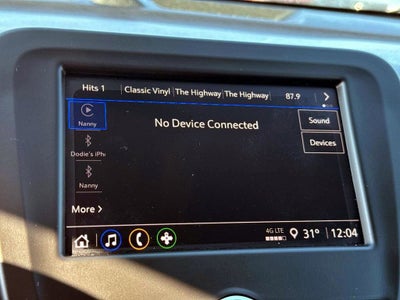 Hits 1 Classic Vinyl The Highway The Highway 87.9
Nanny
No Device Connected
Sound
Devices
Dodie's iPh
Nanny
More
4G LTE 31° 12:04